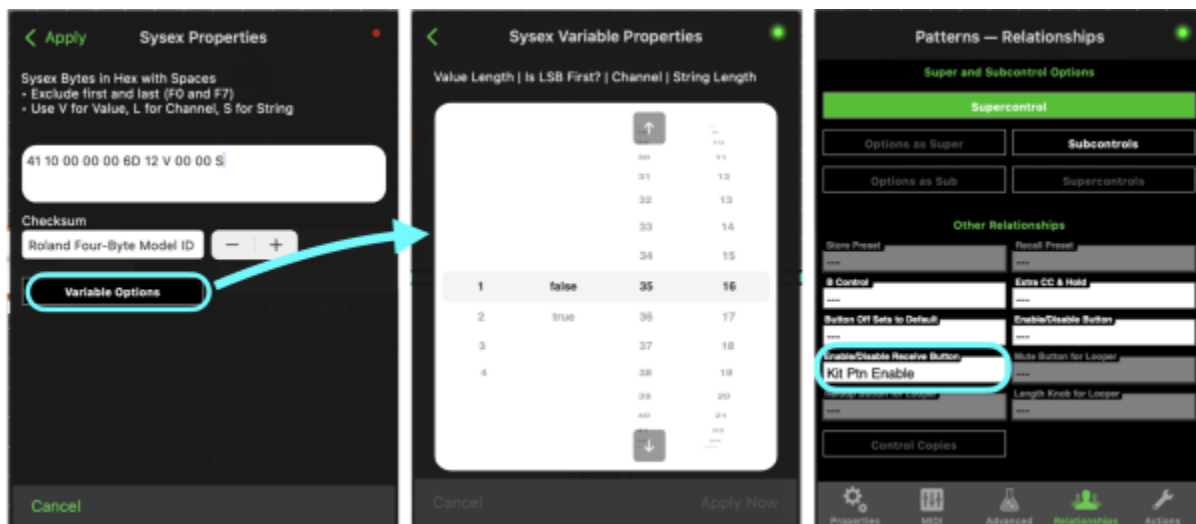 Apply
Sysex Properties
Sysex Bytes in Hex with Spaces
- Exclude first and last (F0 and F7)
- Use V for Value, L for Channel, S for String
41 10 00 00 00 6D 12 V 00 00 S
Checksum
Roland Four-Byte Model ID
− +
Variable Options
Cancel
Sysex Variable Properties
Value Length | Is LSB First? | Channel | String Length
31 12
32 13
33 14
34 15
1 false 35 16
2 true 36 17
3 37 18
4 38 19
39 20
Cancel Apply Now
Patterns — Relationships
Super and Subcontrol Options
Supercontrol
Options as Super Subcontrols
Options as Sub Supercontrols
Other Relationships
Store Preset Recall Preset
--- ---
B Control Extra CC & Hold
--- ---
Button Off Sets to Default Enable/Disable Button
--- ---
Enable/Disable Receive Button Mute Button for Looper
Kit Ptn Enable ---
Length Knob for Looper
--- ---
Control Copies
Properties MIDI Advanced Relationships Actions